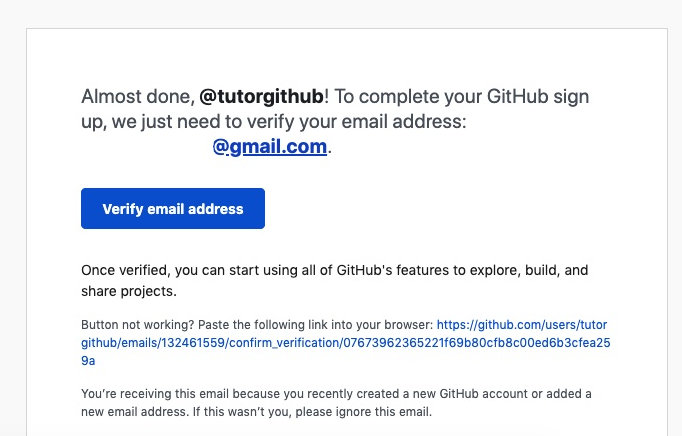 Almost done, @tutorgithub! To complete your GitHub sign
up, we just need to verify your email address:
@gmail.com.
Verify email address
Once verified, you can start using all of GitHub's features to explore, build, and
share projects.
Button not working? Paste the following link into your browser: https://github.com/users/tutor
github/emails/132461559/confirm_verification/07673962365221f69b80cfb8c00ed6b3cfea25
9a
You’re receiving this email because you recently created a new GitHub account or added a
new email address. If this wasn’t you, please ignore this email.